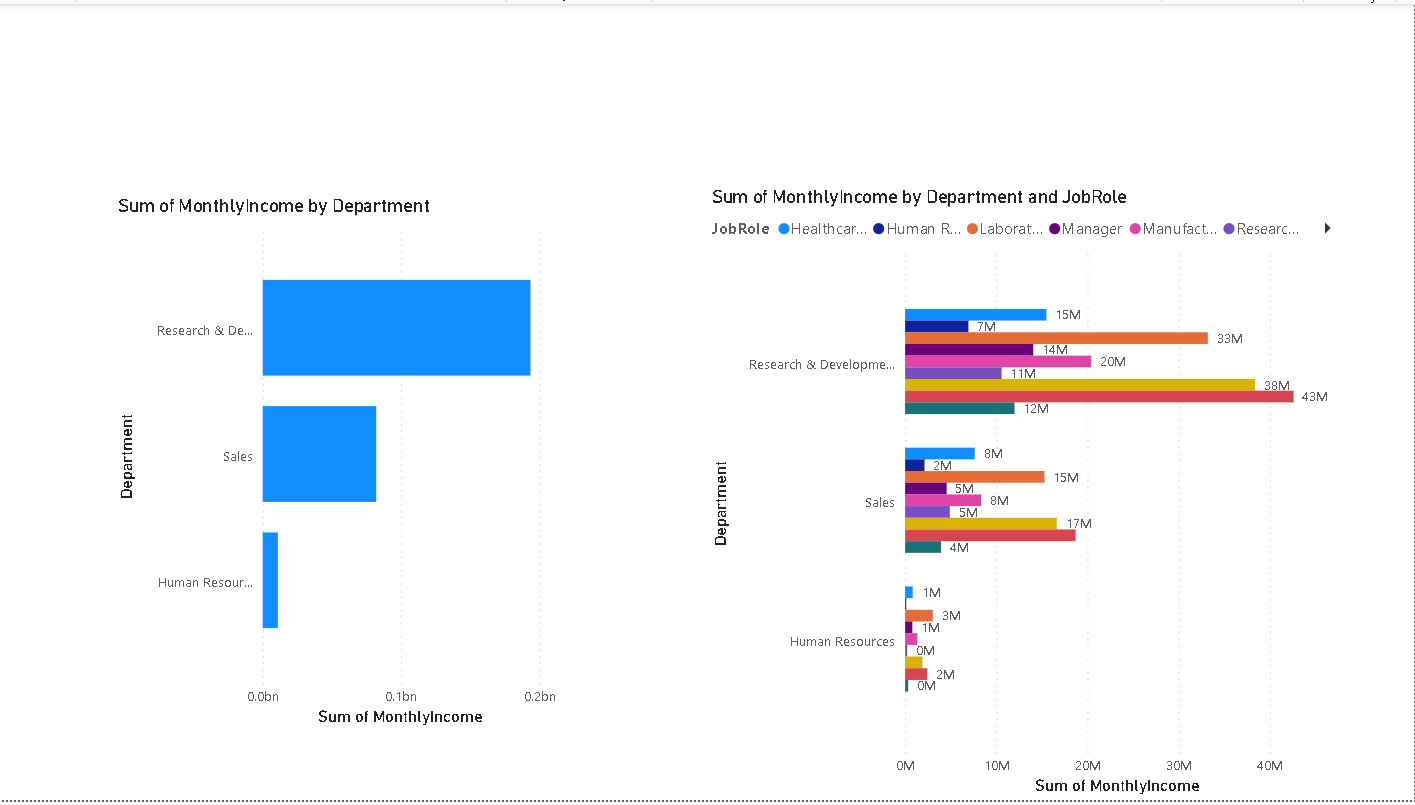 Sum of MonthlyIncome by Department
Research & De...
Sales
Human Resour...
Department
0.0bn 0.1bn 0.2bn
Sum of MonthlyIncome
Sum of MonthlyIncome by Department and JobRole
JobRole Healthcar... Human R... Laborat... Manager Manufact... Researc...
Research & Developme...
15M
7M
33M
14M
20M
11M
38M
43M
12M
Sales
8M
2M
15M
5M
8M
5M
17M
4M
Human Resources
1M
3M
1M
0M
2M
0M
Department
0M 10M 20M 30M 40M
Sum of MonthlyIncome